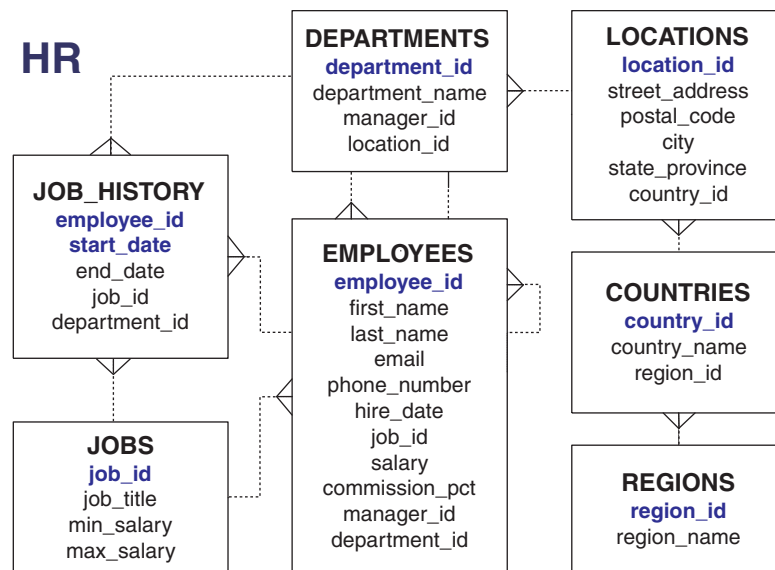 HR
DEPARTMENTS
department_id
department_name
manager_id
location_id
LOCATIONS
location_id
street_address
postal_code
city
state_province
country_id
JOB_HISTORY
employee_id
start_date
end_date
job_id
department_id
EMPLOYEES
employee_id
first_name
last_name
email
phone_number
hire_date
job_id
salary
commission_pct
manager_id
department_id
COUNTRIES
country_id
country_name
region_id
JOBS
job_id
job_title
min_salary
max_salary
REGIONS
region_id
region_name